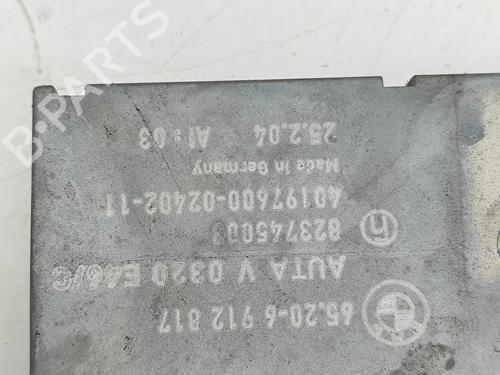 65.20-6 912 817
AUTA V 0320 E46/C
823745003
h
40197600-02402-11
Made in Germany
25.2.04 AI: 03
B-PARTS